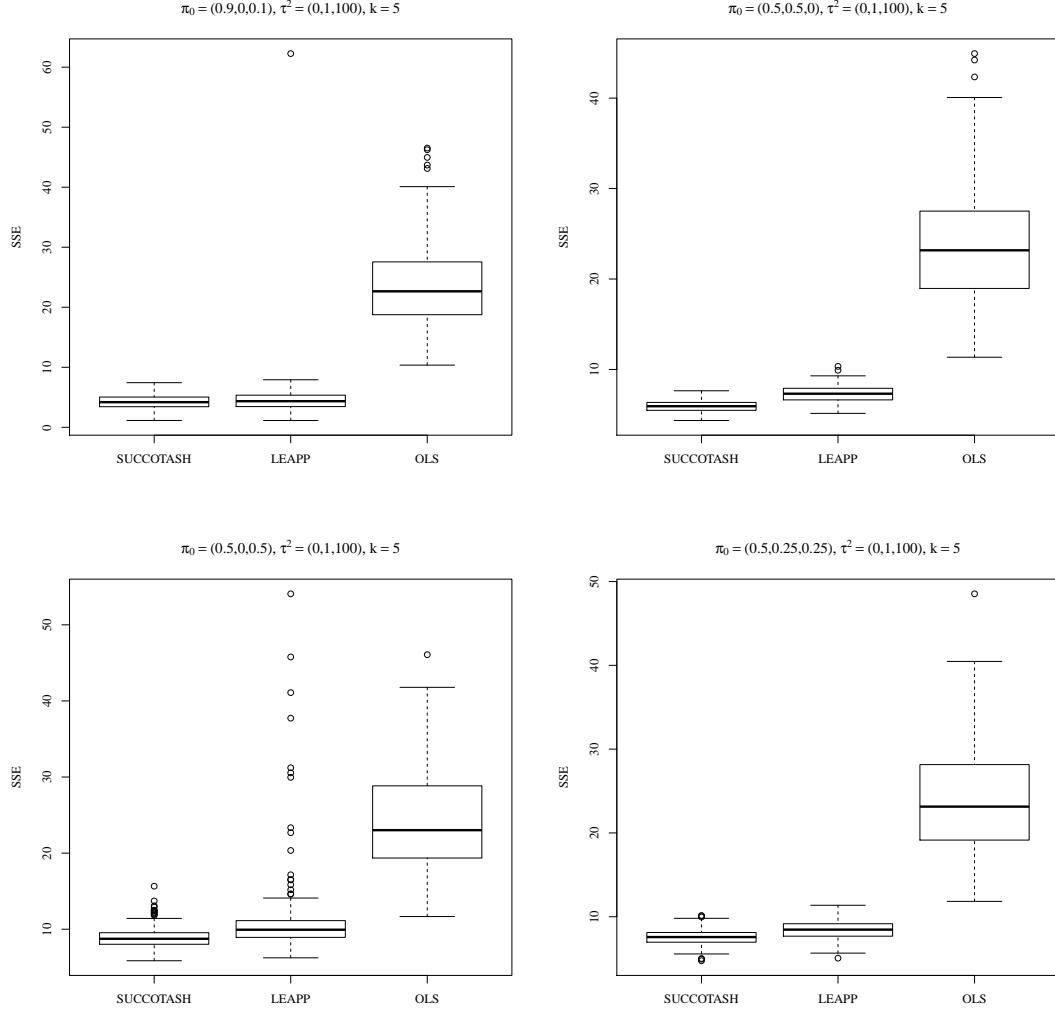 π₀ = (0.9,0,0.1), τ² = (0,1,100), k = 5
60
50
40
30
20
10
0
SSE
SUCCOTASH LEAPP OLS
π₀ = (0.5,0.5,0), τ² = (0,1,100), k = 5
40
30
20
10
SSE
SUCCOTASH LEAPP OLS
π₀ = (0.5,0,0.5), τ² = (0,1,100), k = 5
50
40
30
20
10
SSE
SUCCOTASH LEAPP OLS
π₀ = (0.5,0.25,0.25), τ² = (0,1,100), k = 5
50
40
30
20
10
SSE
SUCCOTASH LEAPP OLS